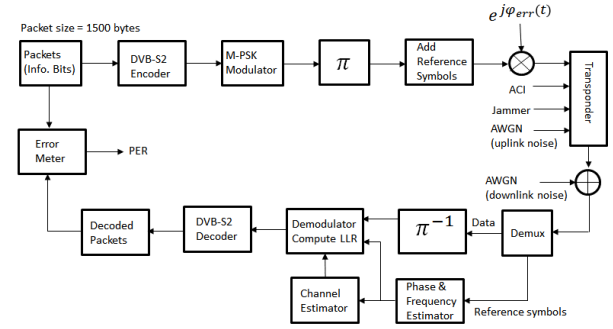 Packet size = 1500 bytes
e^{jφ_{err}(t)}
Packets
(Info. Bits)
DVB-S2
Encoder
M-PSK
Modulator
π
Add
Reference
Symbols
Transponder
ACI
Jammer
AWGN
(uplink noise)
Error
Meter
PER
AWGN
(downlink noise)
Decoded
Packets
DVB-S2
Decoder
Demodulator
Compute LLR
π⁻¹
Data
Demux
Channel
Estimator
Phase &
Frequency
Estimator
Reference symbols